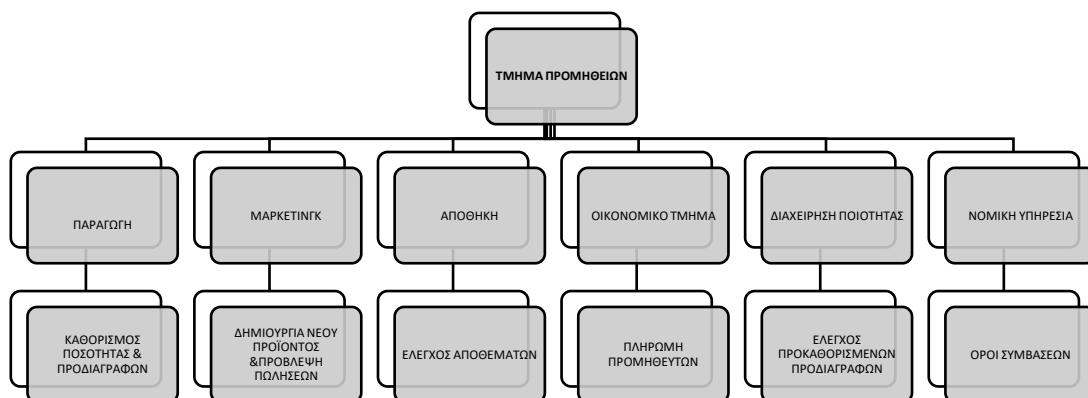 ΤΜΗΜΑ ΠΡΟΜΗΘΕΙΩΝ
ΠΑΡΑΓΩΓΗ
ΜΑΡΚΕΤΙΝΓΚ
ΑΠΟΘΗΚΗ
ΟΙΚΟΝΟΜΙΚΟ ΤΜΗΜΑ
ΔΙΑΧΕΙΡΗΣΗ ΠΟΙΟΤΗΤΑΣ
ΝΟΜΙΚΗ ΥΠΗΡΕΣΙΑ
ΚΑΘΟΡΙΣΜΟΣ
ΠΟΣΟΤΗΤΑΣ &
ΠΡΟΔΙΑΓΡΑΦΩΝ
ΔΗΜΙΟΥΡΓΙΑ ΝΕΟΥ
ΠΡΟΪΟΝΤΟΣ
&ΠΡΟΒΛΕΨΗ
ΠΩΛΗΣΕΩΝ
ΕΛΕΓΧΟΣ ΑΠΟΘΕΜΑΤΩΝ
ΠΛΗΡΩΜΗ
ΠΡΟΜΗΘΕΥΤΩΝ
ΕΛΕΓΧΟΣ
ΠΡΟΚΑΘΟΡΙΣΜΕΝΩΝ
ΠΡΟΔΙΑΓΡΑΦΩΝ
ΟΡΟΙ ΣΥΜΒΑΣΕΩΝ